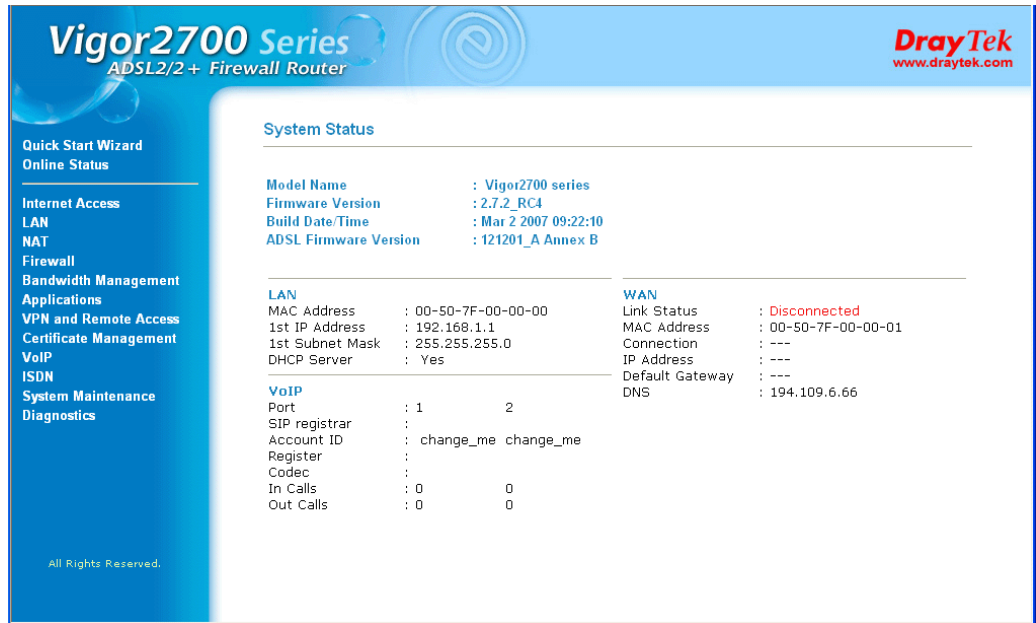 Vigor2700 Series
ADSL2/2+ Firewall Router
DrayTek
www.draytek.com
Quick Start Wizard
Online Status
Internet Access
LAN
NAT
Firewall
Bandwidth Management
Applications
VPN and Remote Access
Certificate Management
VoIP
ISDN
System Maintenance
Diagnostics
All Rights Reserved.
System Status
Model Name : Vigor2700 series
Firmware Version : 2.7.2_RC4
Build Date/Time : Mar 2 2007 09:22:10
ADSL Firmware Version : 121201_A Annex B
LAN
MAC Address : 00-50-7F-00-00-00
1st IP Address : 192.168.1.1
1st Subnet Mask : 255.255.255.0
DHCP Server : Yes
VoIP
Port : 1 2
SIP registrar :
Account ID : change_me change_me
Register :
Codec :
In Calls : 0 0
Out Calls : 0 0
WAN
Link Status : Disconnected
MAC Address : 00-50-7F-00-00-01
Connection : ---
IP Address : ---
Default Gateway : ---
DNS : 194.109.6.66